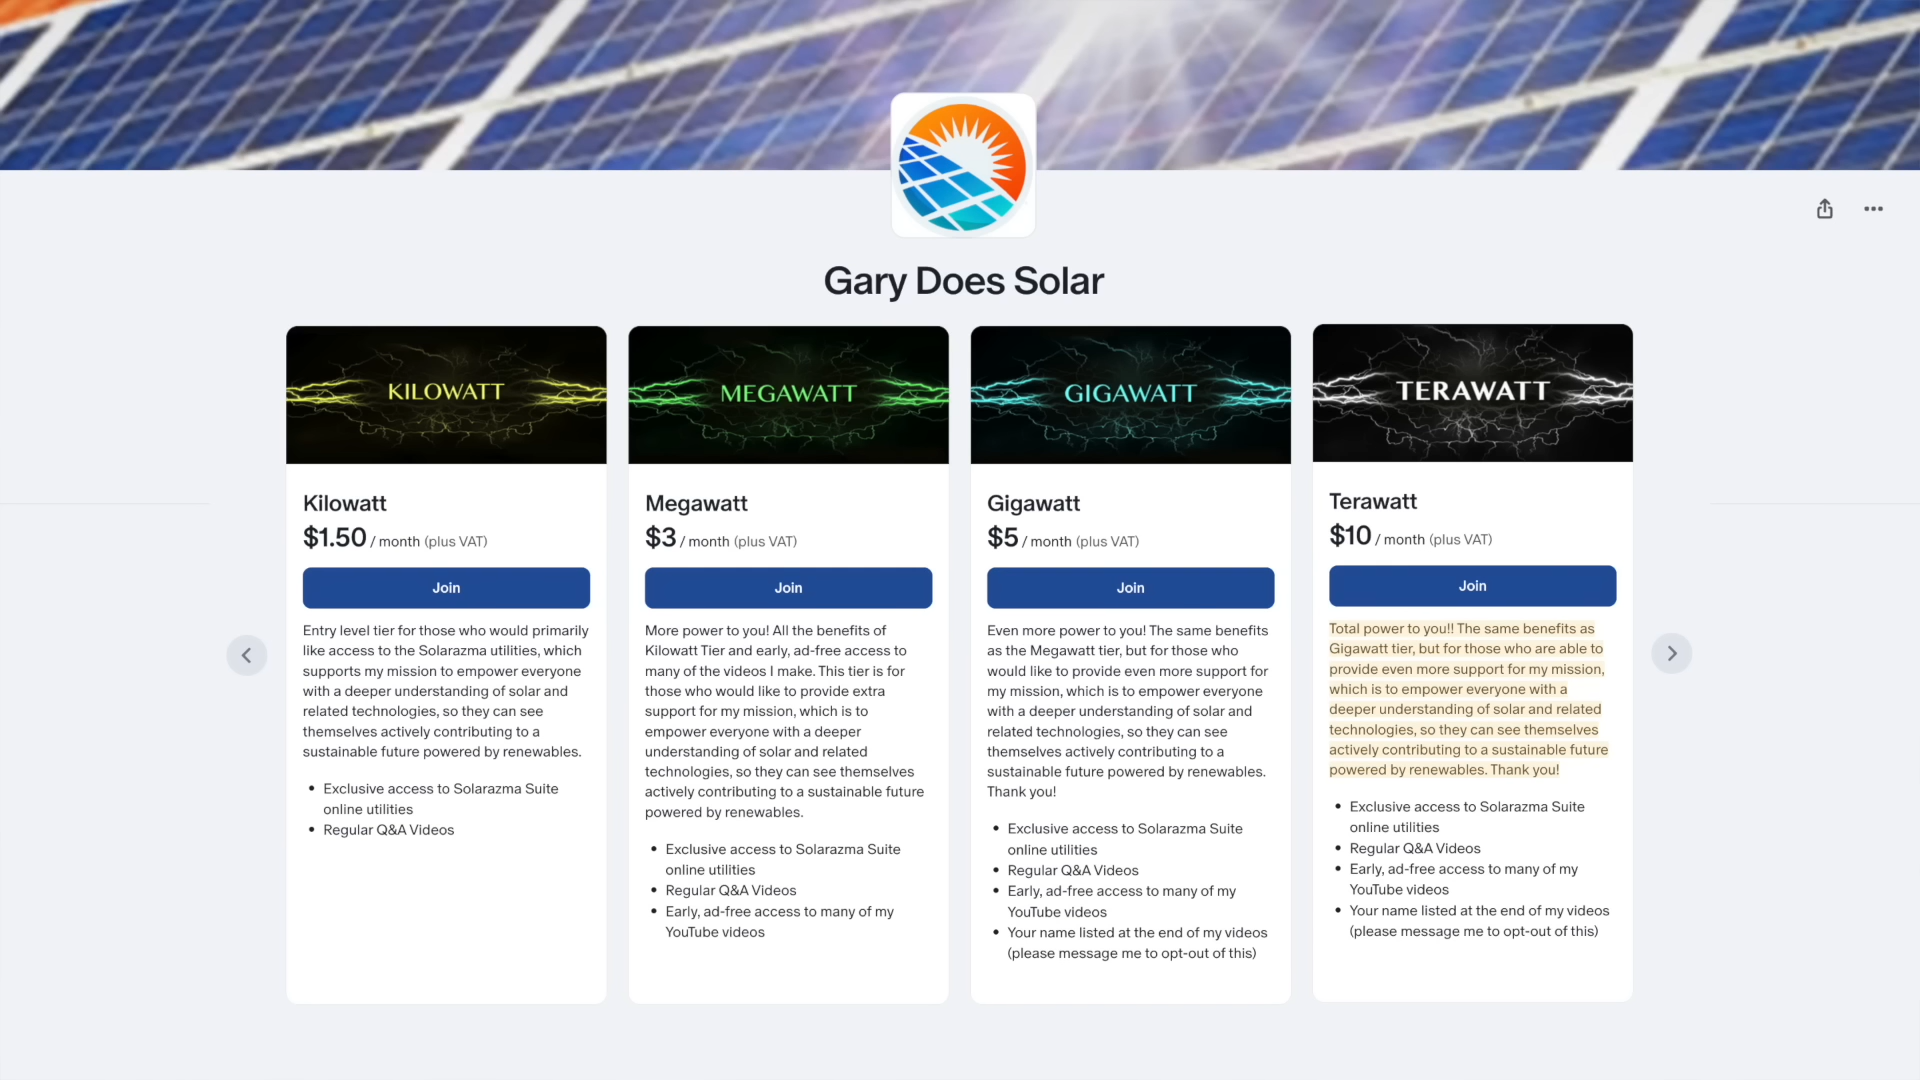 Gary Does Solar
KILOWATT
Kilowatt
$1.50 / month (plus VAT)
Join
Entry level tier for those who would primarily
like access to the Solarazma utilities, which
supports my mission to empower everyone
with a deeper understanding of solar and
related technologies, so they can see
themselves actively contributing to a
sustainable future powered by renewables.
• Exclusive access to Solarazma Suite
online utilities
• Regular Q&A Videos
MEGAWATT
Megawatt
$3 / month (plus VAT)
Join
More power to you! All the benefits of
Kilowatt Tier and early, ad-free access to
many of the videos I make. This tier is for
those who would like to provide extra
support for my mission, which is to
empower everyone with a deeper
understanding of solar and related
technologies, so they can see themselves
actively contributing to a sustainable future
powered by renewables.
• Exclusive access to Solarazma Suite
online utilities
• Regular Q&A Videos
• Early, ad-free access to many of my
YouTube videos
GIGAWATT
Gigawatt
$5 / month (plus VAT)
Join
Even more power to you! The same benefits
as the Megawatt tier, but for those who
would like to provide even more support for
my mission, which is to empower everyone
with a deeper understanding of solar and
related technologies, so they can see
themselves actively contributing to a
sustainable future powered by renewables.
Thank you!
• Exclusive access to Solarazma Suite
online utilities
• Regular Q&A Videos
• Early, ad-free access to many of my
YouTube videos
• Your name listed at the end of my videos
(please message me to opt-out of this)
TERAWATT
Terawatt
$10 / month (plus VAT)
Join
Total power to you!! The same benefits as
Gigawatt tier, but for those who are able to
provide even more support for my mission,
which is to empower everyone with a
deeper understanding of solar and related
technologies, so they can see themselves
actively contributing to a sustainable future
powered by renewables. Thank you!
• Exclusive access to Solarazma Suite
online utilities
• Regular Q&A Videos
• Early, ad-free access to many of my
YouTube videos
• Your name listed at the end of my videos
(please message me to opt-out of this)